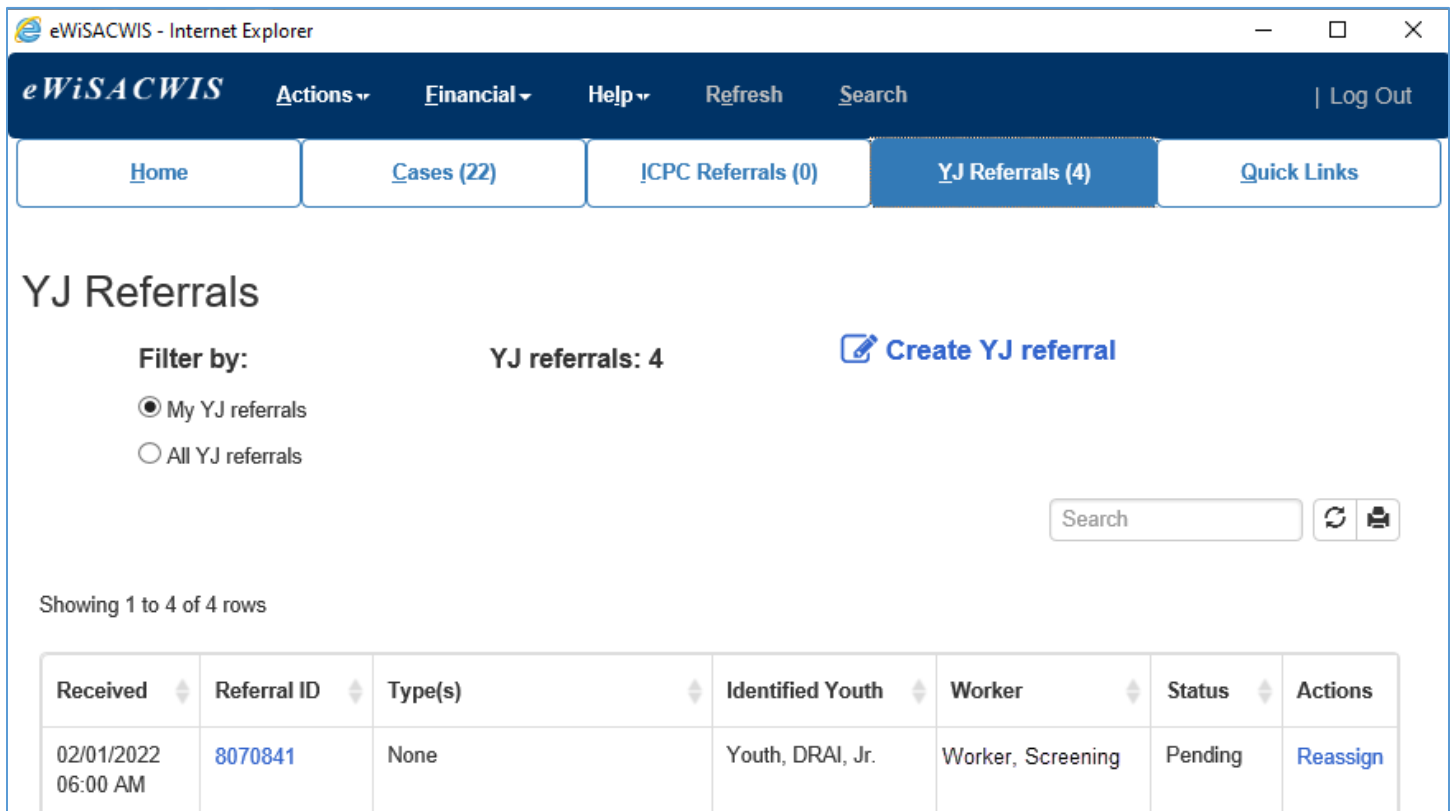 eWiSACWIS - Internet Explorer
eWiSACWIS Actions Financial Help Refresh Search | Log Out
Home Cases (22) ICPC Referrals (0) YJ Referrals (4) Quick Links
YJ Referrals
Filter by: YJ referrals: 4 Create YJ referral
My YJ referrals
All YJ referrals
Search
Showing 1 to 4 of 4 rows
Received Referral ID Type(s) Identified Youth Worker Status Actions
02/01/2022 8070841 None Youth, DRAI, Jr. Worker, Screening Pending Reassign
06:00 AM